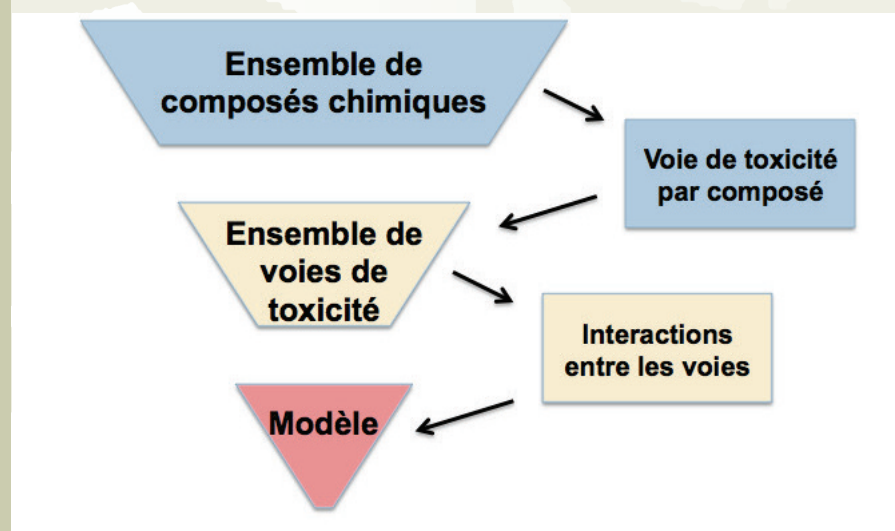 Ensemble de
composés chimiques
Voie de toxicité
par composé
Ensemble de
voies de
toxicité
Interactions
entre les voies
Modèle